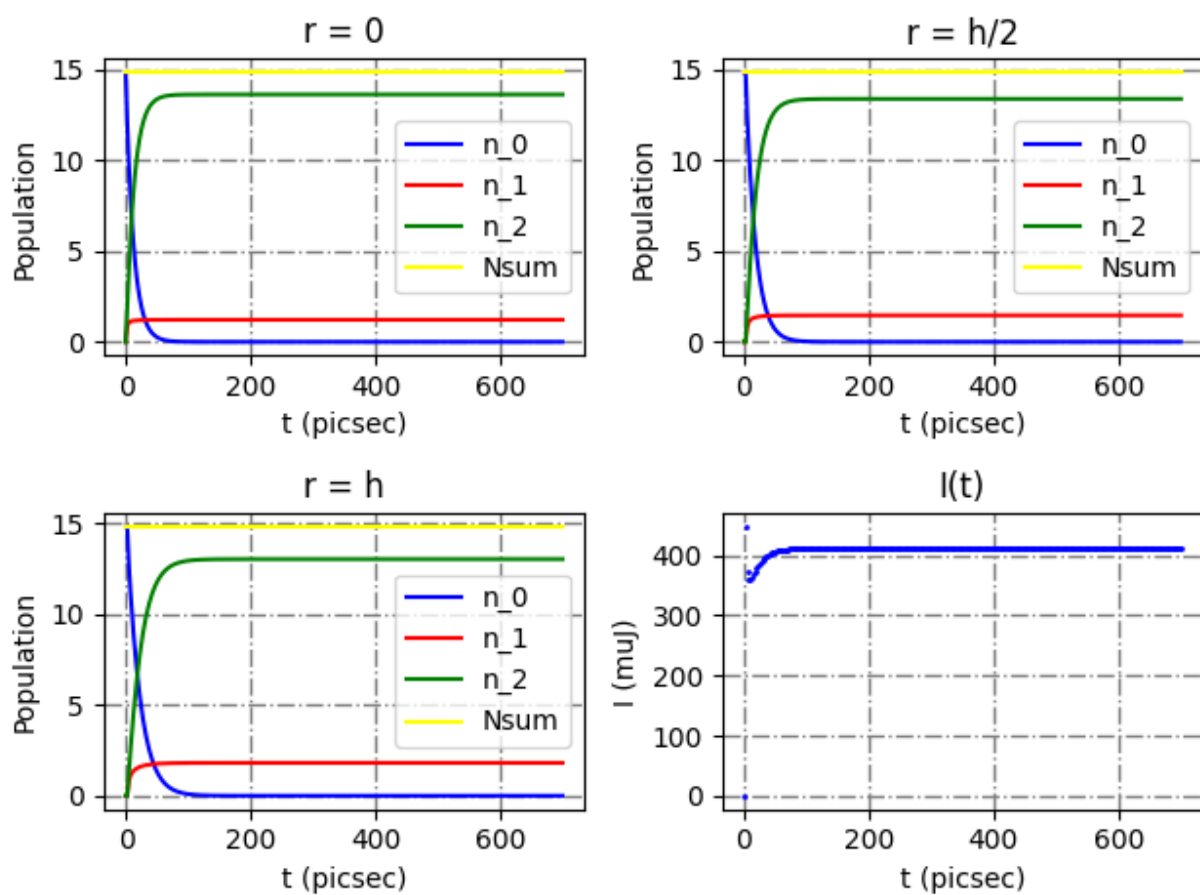 r = 0
15
10
5
0
Population
n_0
n_1
n_2
Nsum
0
200
400
600
t (picsec)
r = h/2
15
10
5
0
Population
n_0
n_1
n_2
Nsum
0
200
400
600
t (picsec)
r = h
15
10
5
0
Population
n_0
n_1
n_2
Nsum
0
200
400
600
t (picsec)
I(t)
400
300
200
100
0
I (muJ)
0
200
400
600
t (picsec)